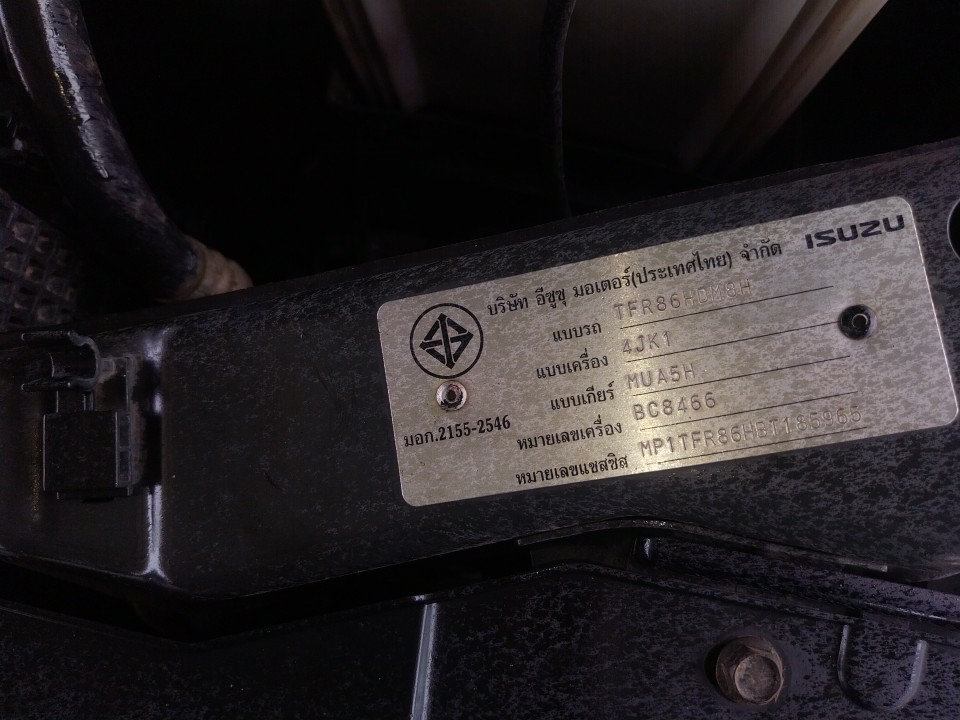 ISUZU
บริษัท อีซูซุ มอเตอร์(ประเทศไทย) จำกัด
แบบรถ TFR86HDM8H
แบบเครื่อง 4JK1
แบบเกียร์ MUA5H
มอก.2155-2546
หมายเลขเครื่อง BC8466
หมายเลขแชสซิส